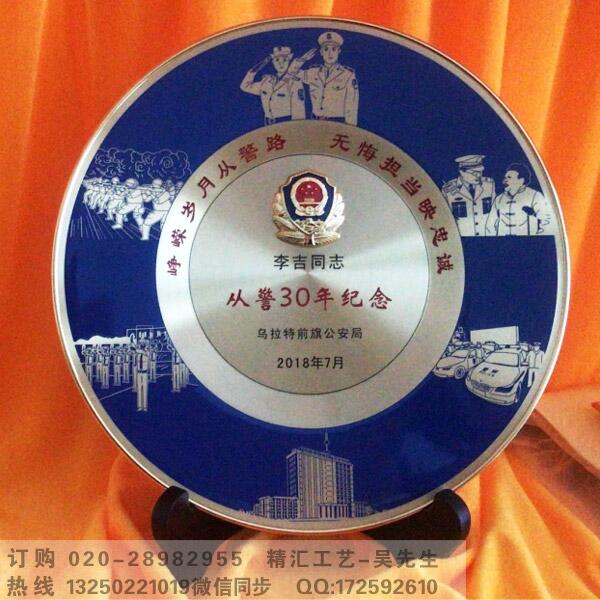 峥嵘岁月从警路 无悔担当映忠诚
李吉同志
从警30年纪念
乌拉特前旗公安局
2018年7月
订购 020-28982955 精汇工艺-吴先生
热线 13250221019微信同步 QQ:172592610